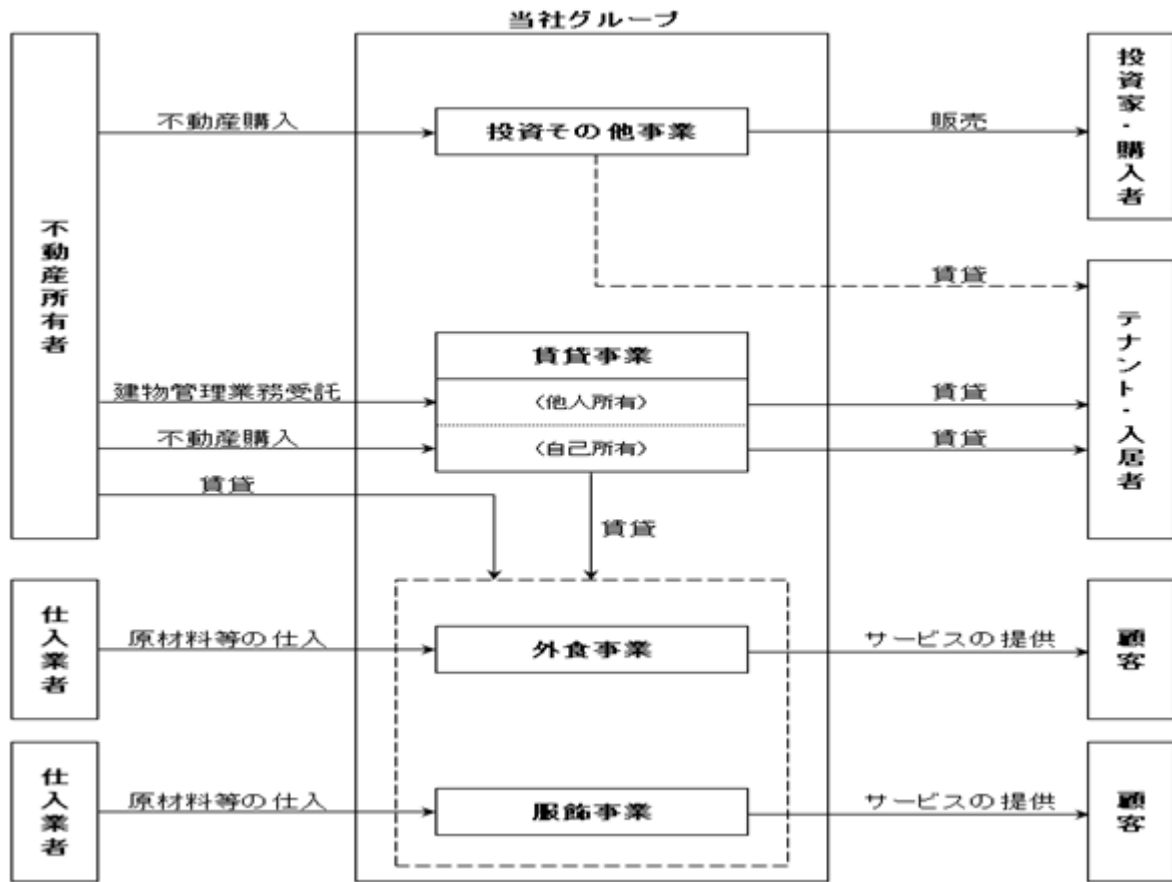 当社グループ
不動産所有者
不動産購入
投資その他事業
販売
投資家・購入者
賃貸
テナント・入居者
賃貸事業
建物管理業務受託
(他人所有)
賃貸
不動産購入
(自己所有)
賃貸
賃貸
賃貸
仕入業者
原材料等の仕入
外食事業
サービスの提供
顧客
仕入業者
原材料等の仕入
服飾事業
サービスの提供
顧客